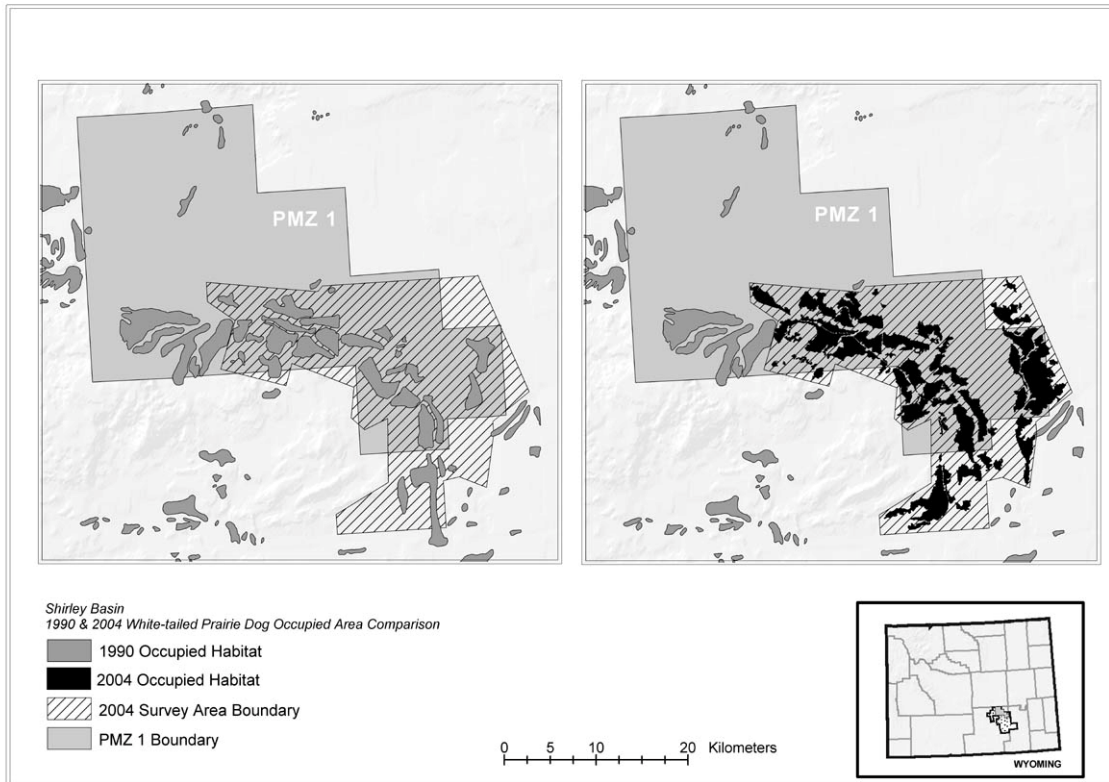 PMZ 1
PMZ 1
Shirley Basin
1990 & 2004 White-tailed Prairie Dog Occupied Area Comparison
1990 Occupied Habitat
2004 Occupied Habitat
2004 Survey Area Boundary
PMZ 1 Boundary
0 5 10 20 Kilometers
WYOMING